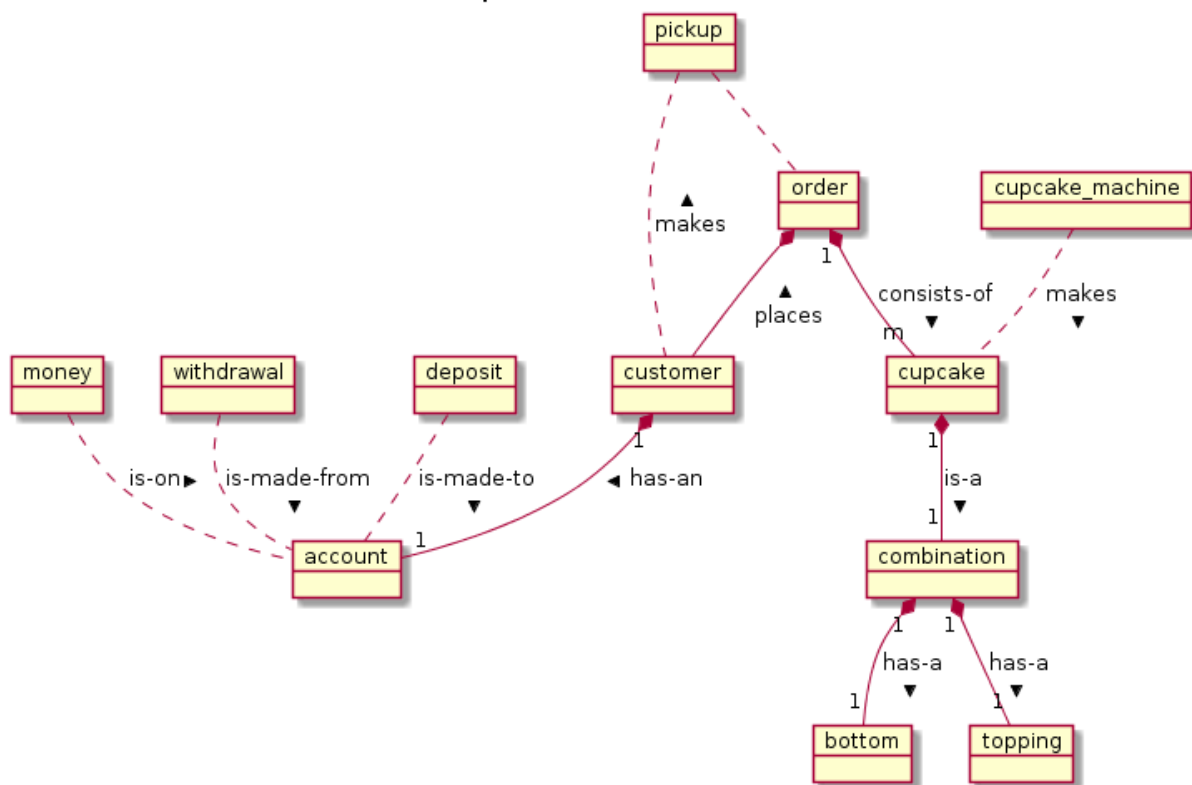 pickup
order
cupcake_machine
▲
makes
1
▲
places
consists-of
▼
m
makes
▼
money
withdrawal
deposit
customer
cupcake
1
1
is-on►
is-made-from
▼
is-made-to
▼
◄ has-an
is-a
▼
1
1
account
combination
1
1
has-a
▼
has-a
▼
1
1
bottom
topping